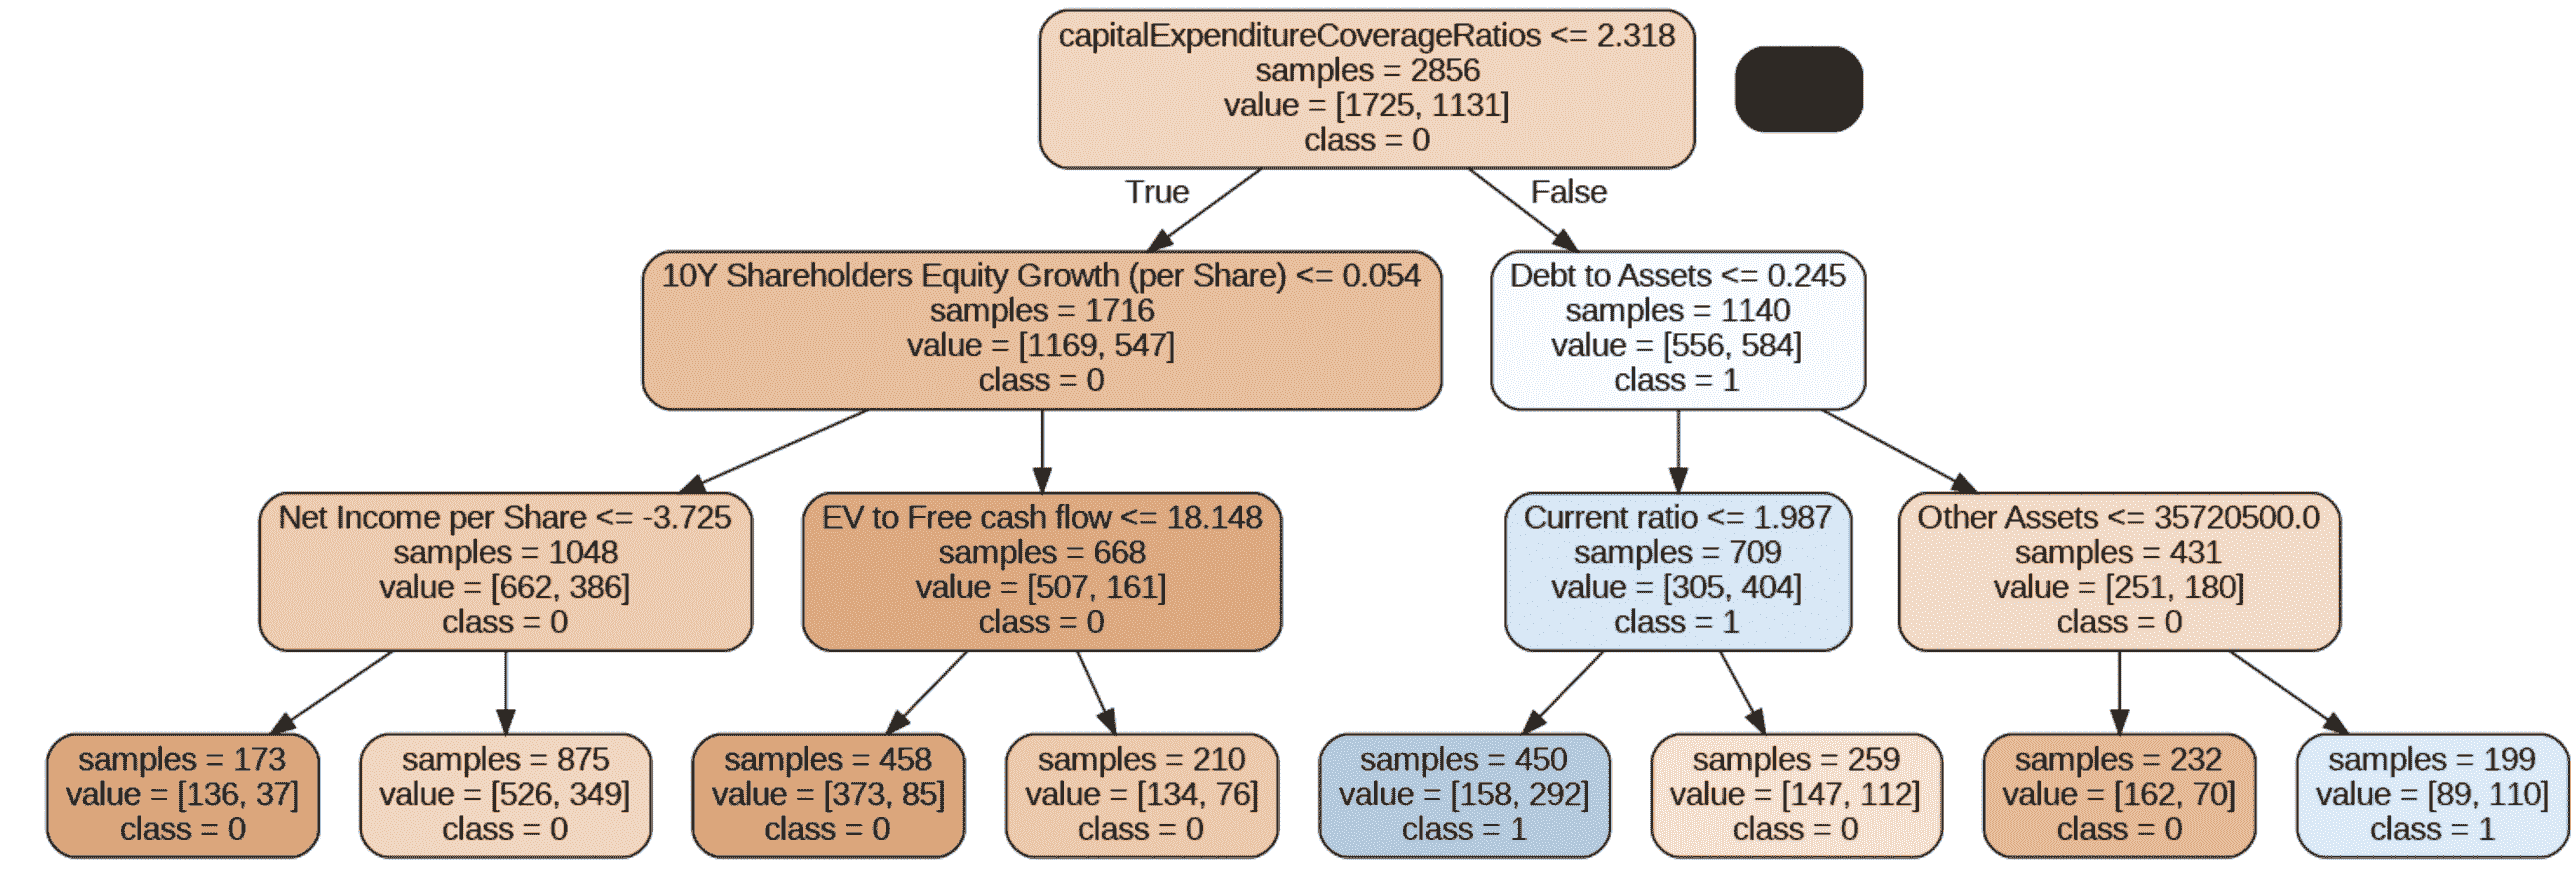 capitalExpenditureCoverageRatios <= 2.318
samples = 2856
value = [1725, 1131]
class = 0
True
False
10Y Shareholders Equity Growth (per Share) <= 0.054
samples = 1716
value = [1169, 547]
class = 0
Debt to Assets <= 0.245
samples = 1140
value = [556, 584]
class = 1
Net Income per Share <= -3.725
samples = 1048
value = [662, 386]
class = 0
EV to Free cash flow <= 18.148
samples = 668
value = [507, 161]
class = 0
Current ratio <= 1.987
samples = 709
value = [305, 404]
class = 1
Other Assets <= 35720500.0
samples = 431
value = [251, 180]
class = 0
samples = 173
value = [136, 37]
class = 0
samples = 875
value = [526, 349]
class = 0
samples = 458
value = [373, 85]
class = 0
samples = 210
value = [134, 76]
class = 0
samples = 450
value = [158, 292]
class = 1
samples = 259
value = [147, 112]
class = 0
samples = 232
value = [162, 70]
class = 0
samples = 199
value = [89, 110]
class = 1